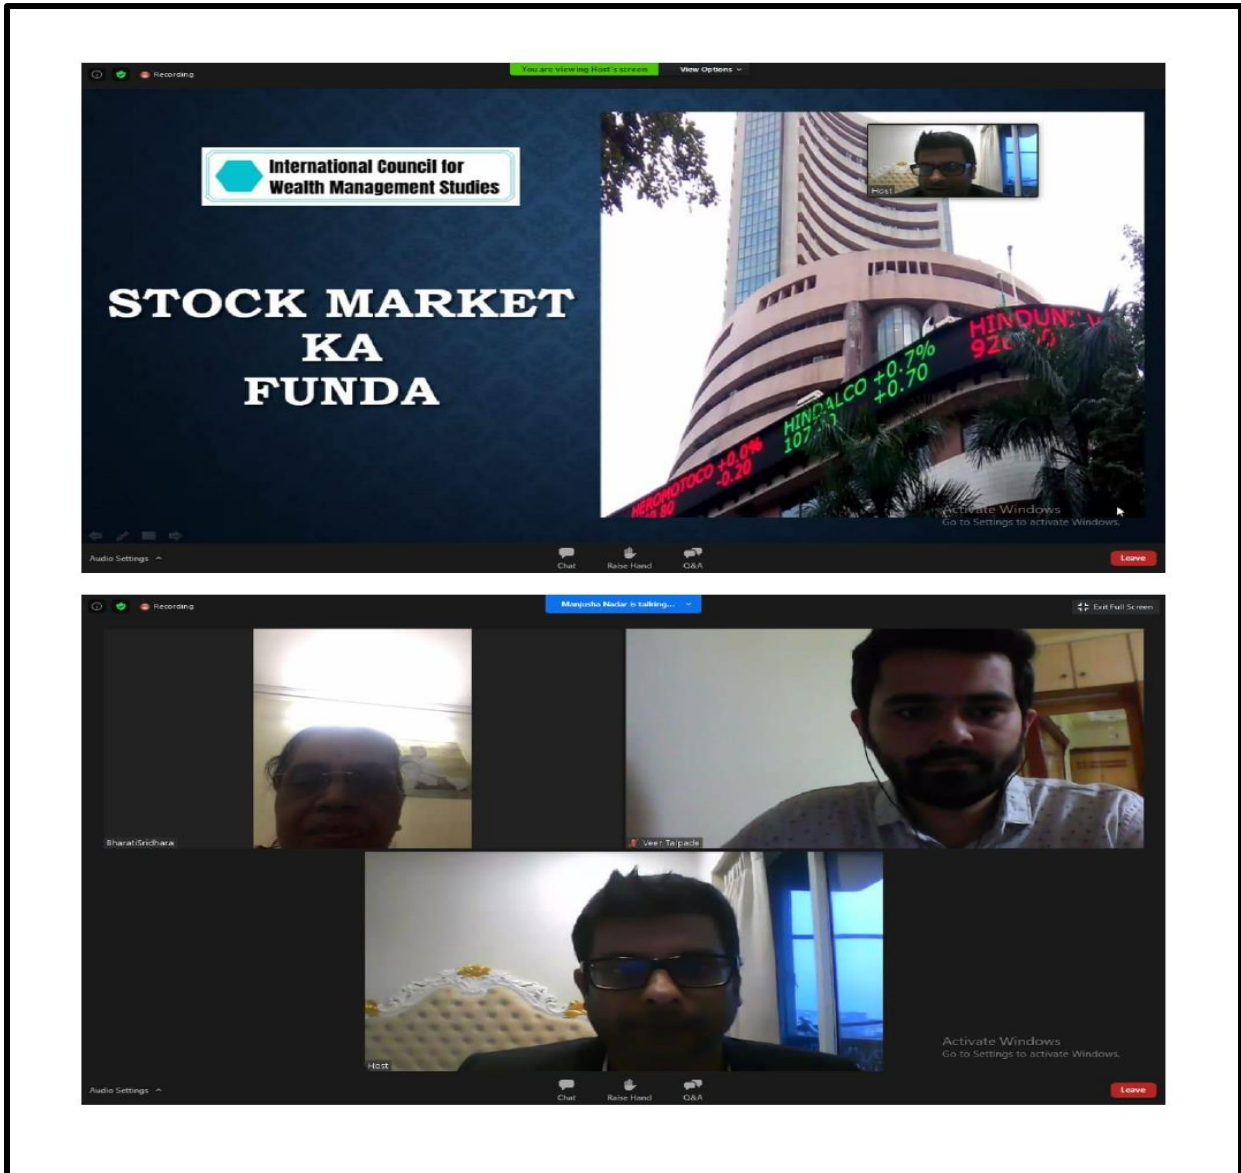 Recording
You are viewing Host's screen
View Options
International Council for
Wealth Management Studies
STOCK MARKET
KA
FUNDA
Host
HINDUN
HINDALCO +0.7%
+0.70
HEROMOTOCO +0.0%
-0.20
Activate Windows
Go to Settings to activate Windows.
Audio Settings
Chat
Raise Hand
Q&A
Leave
Recording
Manjusha Nadar is talking...
Exit Full Screen
BharatiSridhara
Veer Talpade
Host
Activate Windows
Go to Settings to activate Windows.
Audio Settings
Chat
Raise Hand
Q&A
Leave